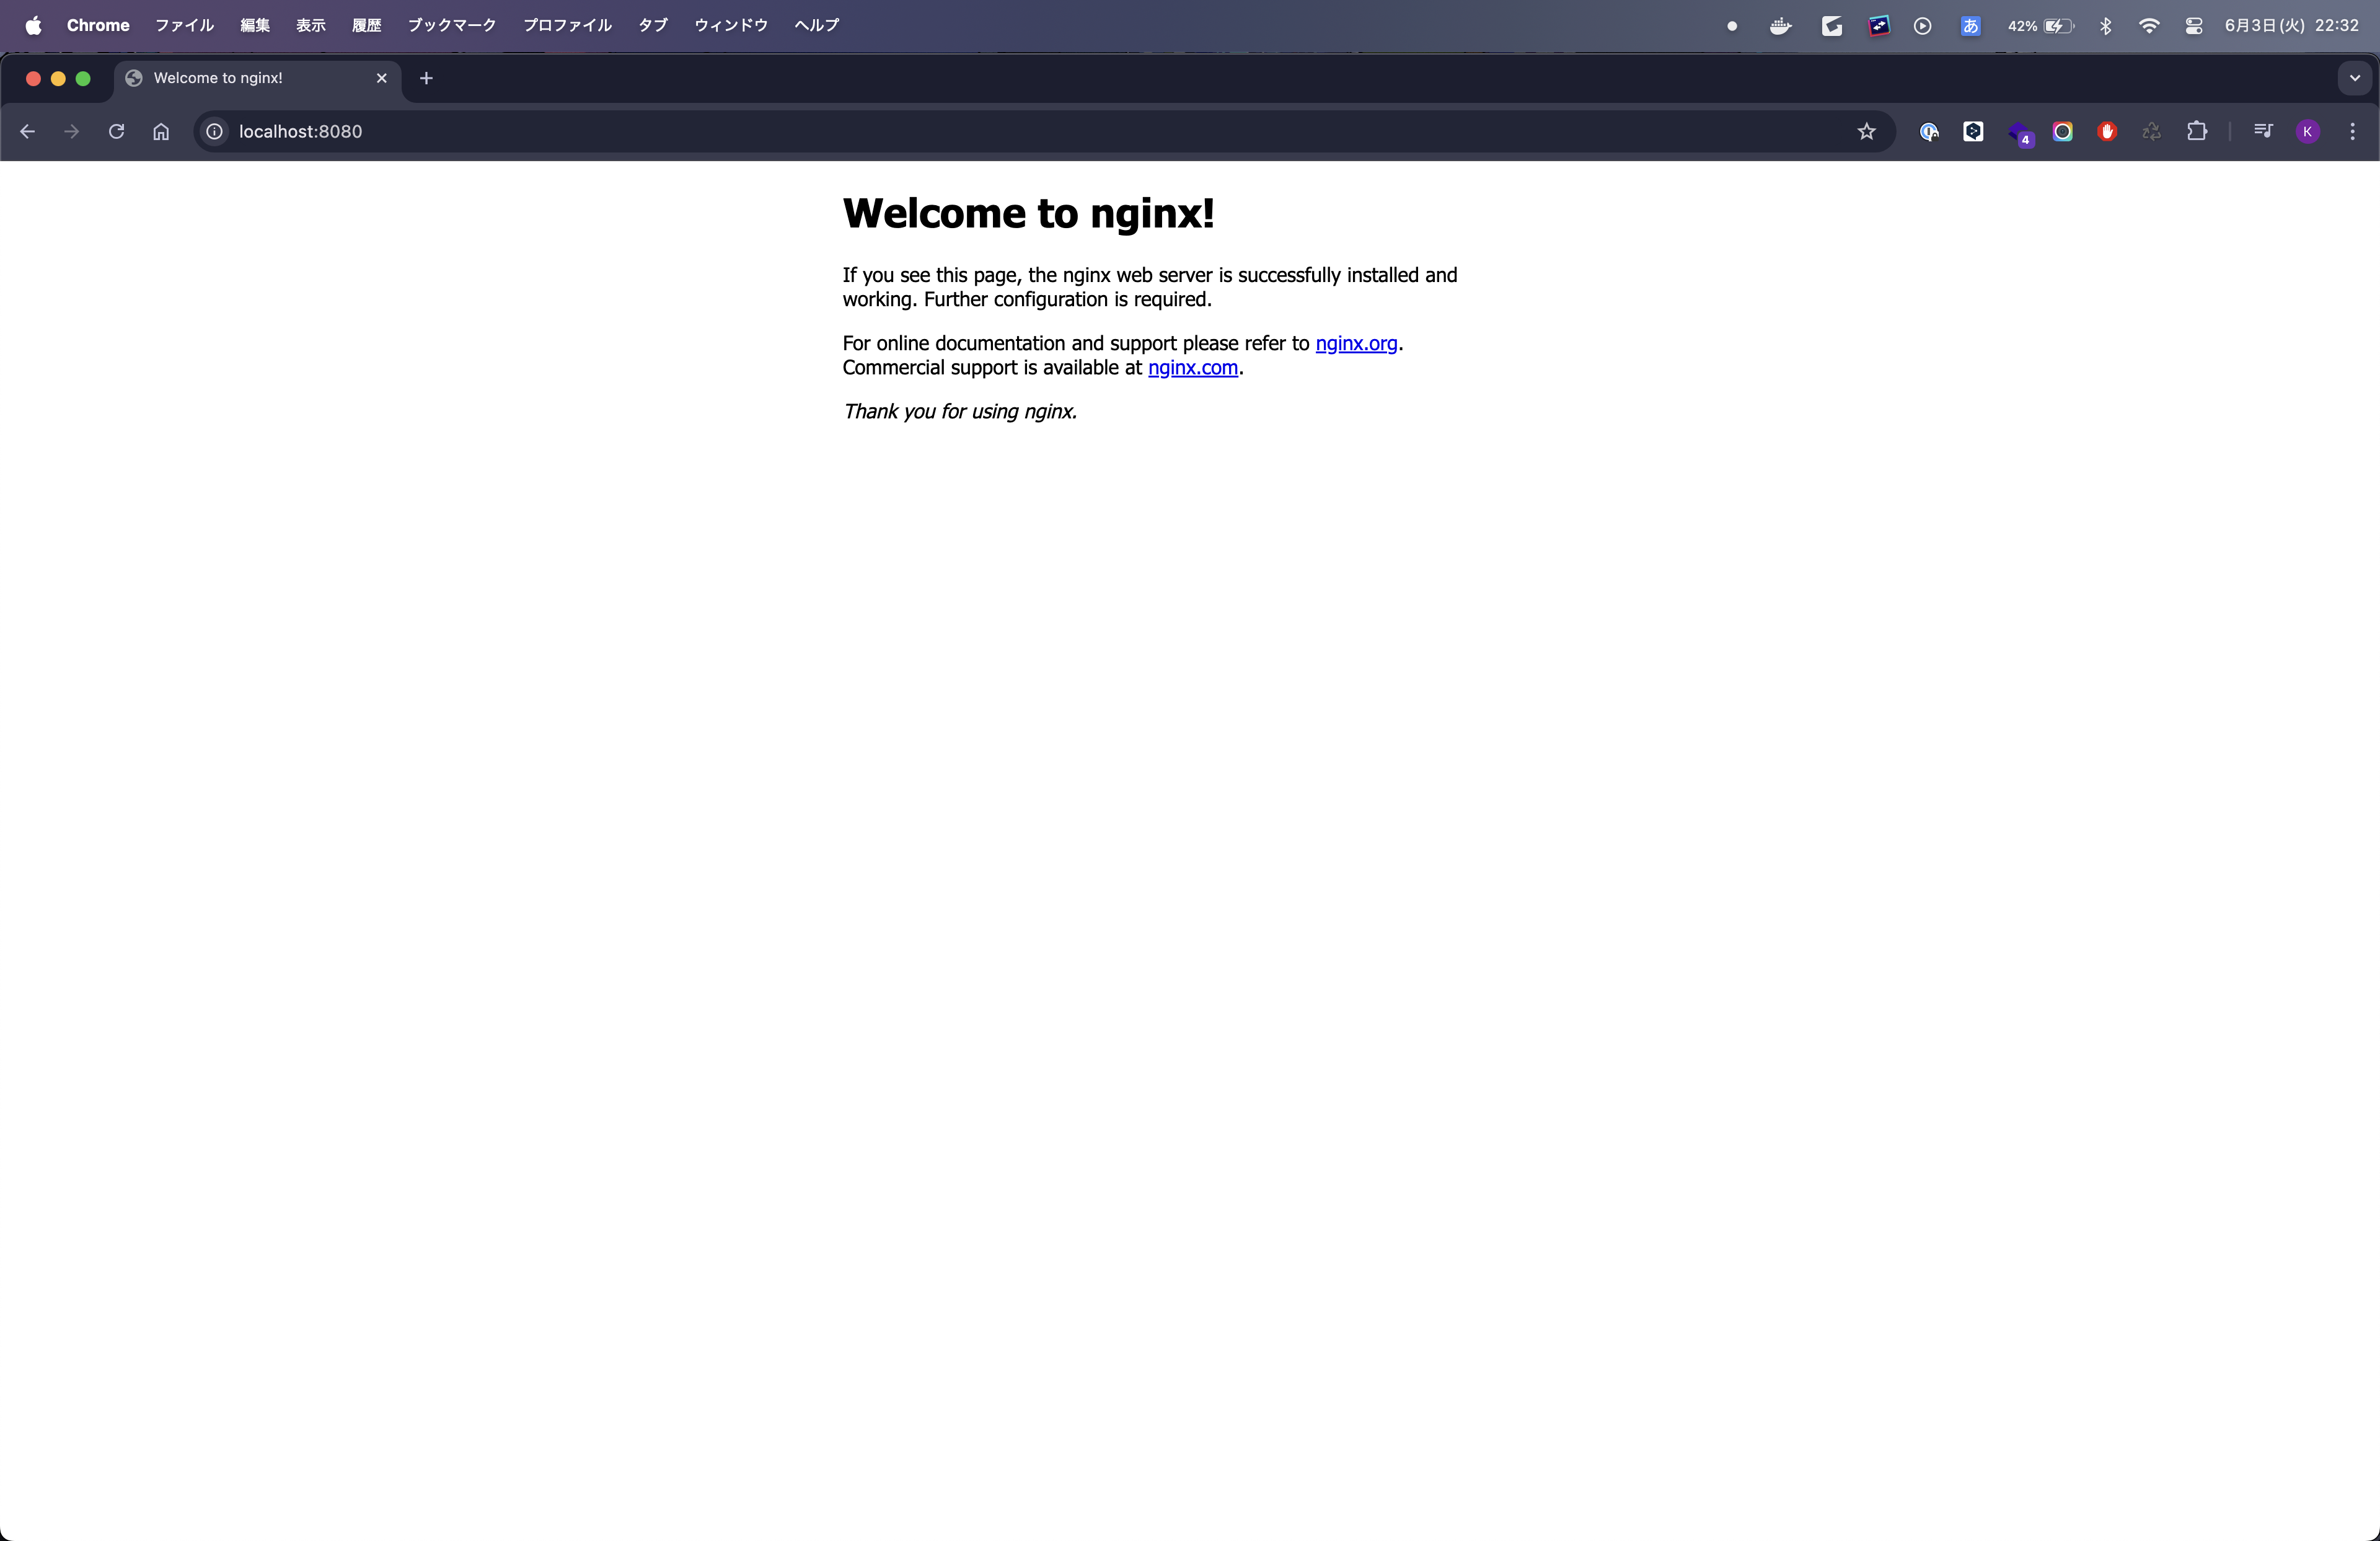 Chrome ファイル 編集 表示 履歴 ブックマーク プロファイル タブ ウィンドウ ヘルプ あ 42% 6月3日(火) 22:32
Welcome to nginx!
localhost:8080 4 K
Welcome to nginx!
If you see this page, the nginx web server is successfully installed and
working. Further configuration is required.
For online documentation and support please refer to nginx.org.
Commercial support is available at nginx.com.
Thank you for using nginx.